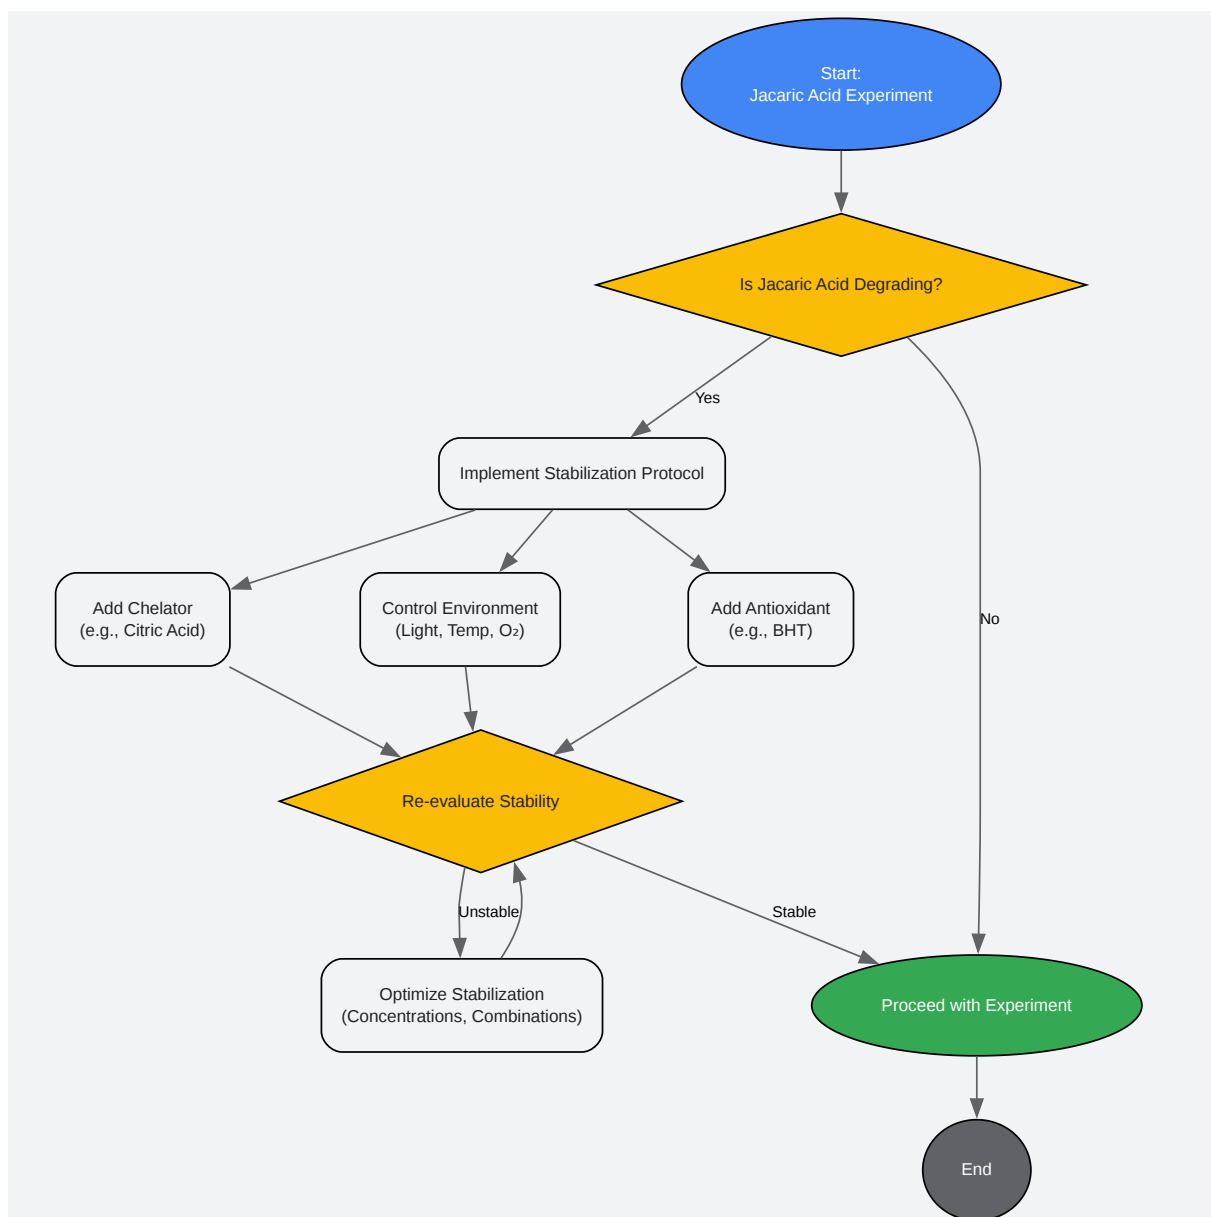 Start:
Jacaric Acid Experiment
Is Jacaric Acid Degrading?
Yes
Implement Stabilization Protocol
Add Chelator
(e.g., Citric Acid)
Control Environment
(Light, Temp, O₂)
Add Antioxidant
(e.g., BHT)
No
Re-evaluate Stability
Unstable
Stable
Optimize Stabilization
(Concentrations, Combinations)
Proceed with Experiment
End